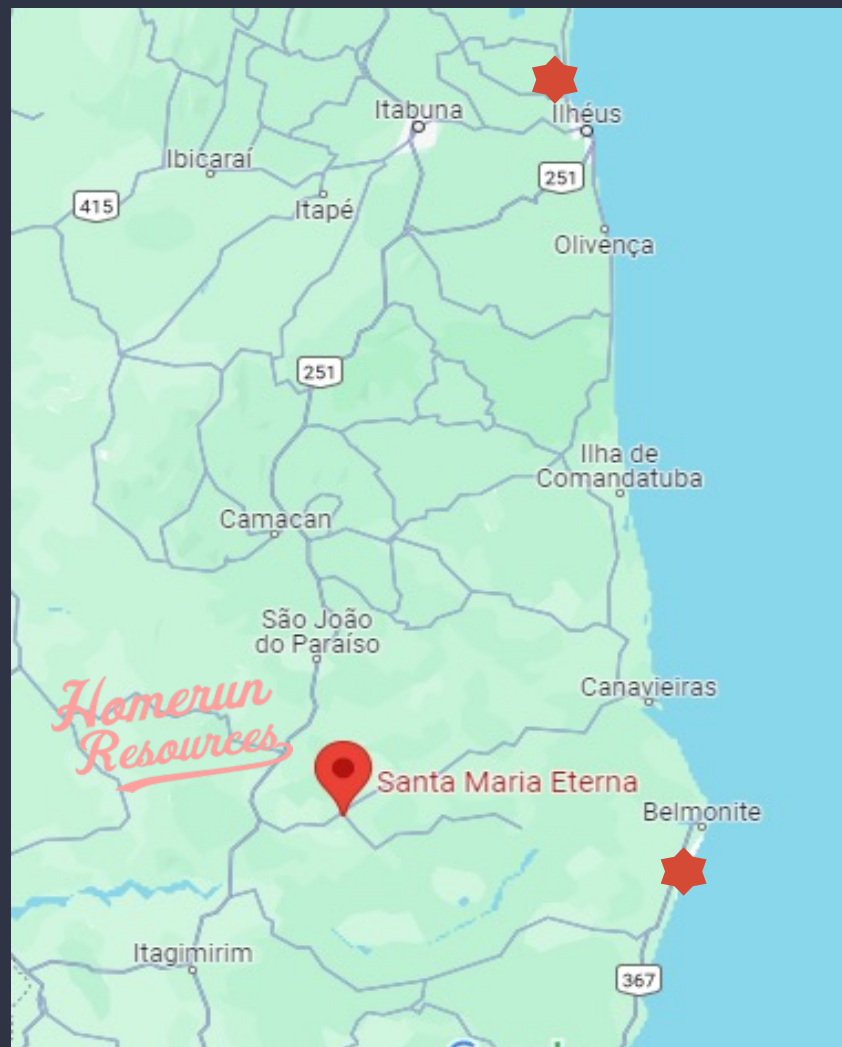 Itabuna
Ilhéus
Ibicaraí
251
415
Itapé
Olivença
251
Ilha de
Comandatuba
Camacan
São João
do Paraíso
Canavieiras
Homerun
Resources
Santa Maria Eterna
Belmonite
Itagimirim
367